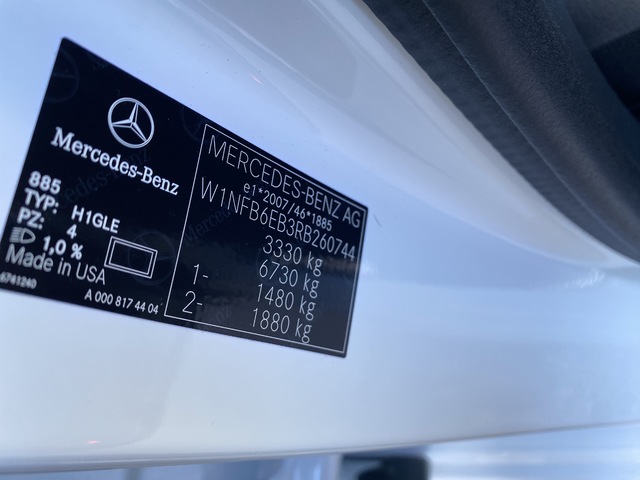 Mercedes-Benz
885
TYP: H1GLE
PZ: 4
1,0 %
Made in USA
6741240
A 000 817 44 04
MERCEDES-BENZ AG
e1*2007/46*1885
W1NFB6EB3RB260744
3330 kg
6730 kg
1- 1480 kg
2- 1880 kg